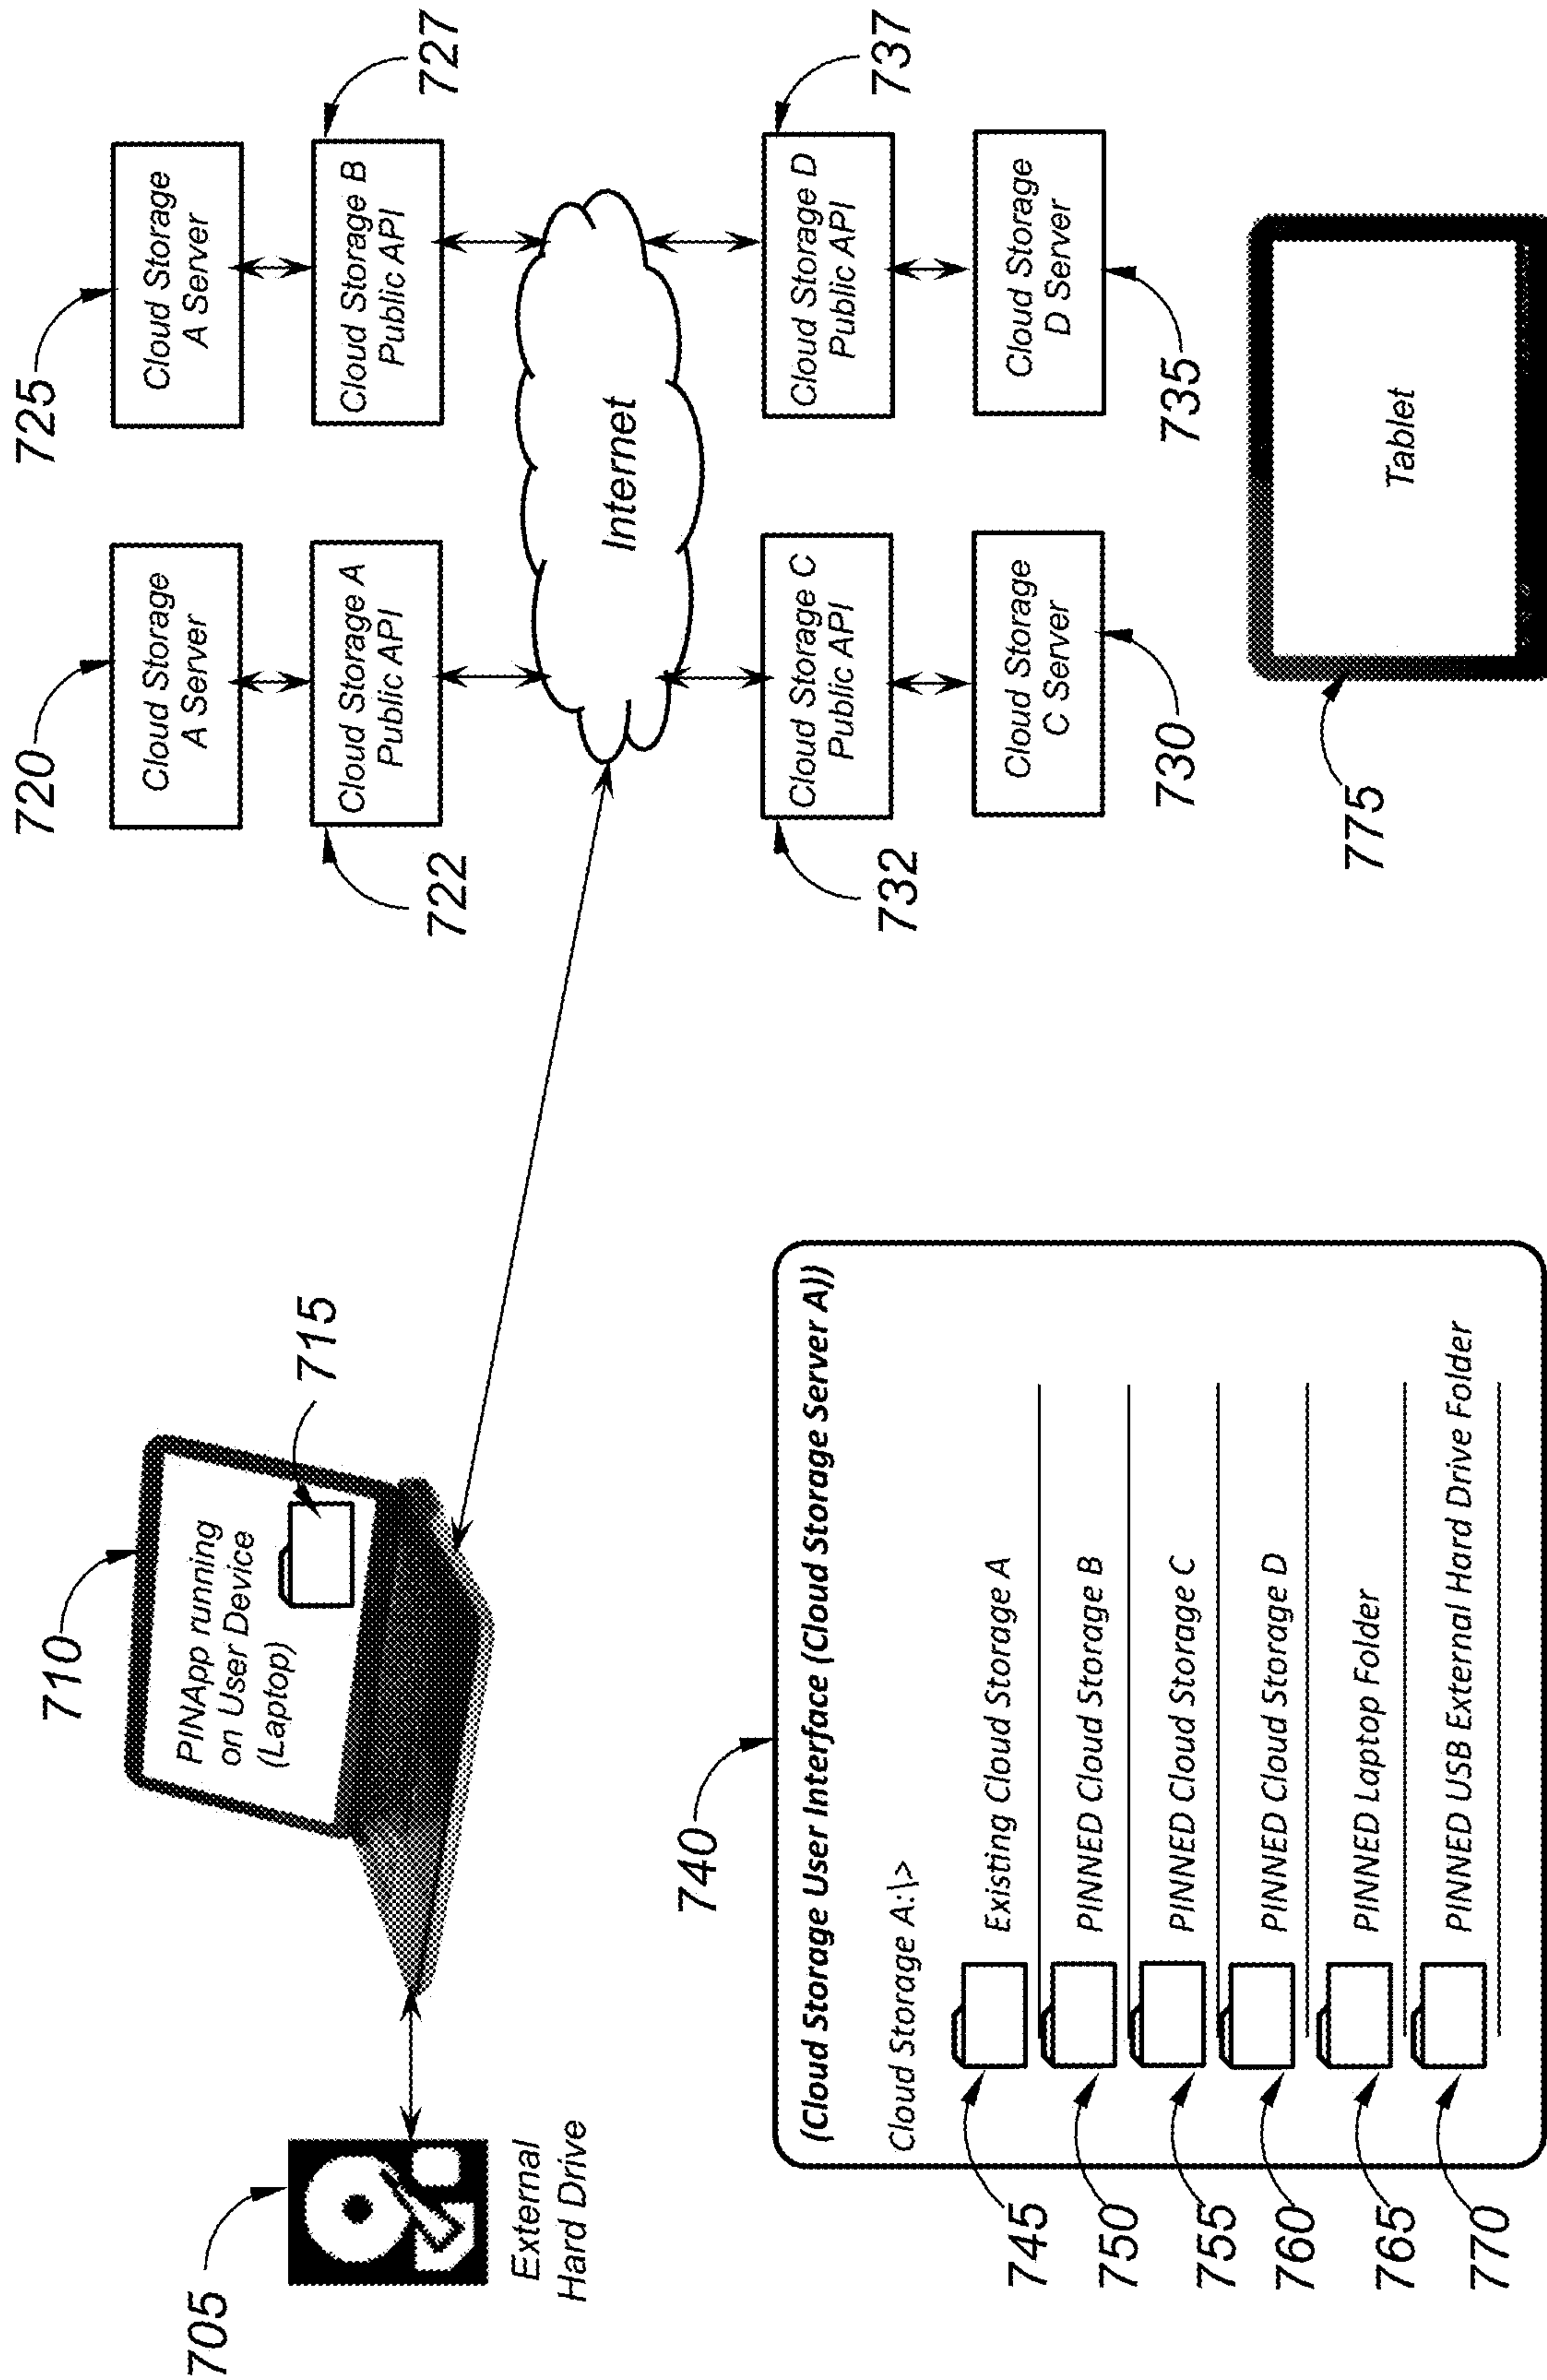 705
External
Hard Drive
710
PINApp running
on User Device
(Laptop)
715
720
Cloud Storage
A Server
725
Cloud Storage
A Server
722
Cloud Storage A
Public API
727
Cloud Storage B
Public API
Internet
732
Cloud Storage C
Public API
737
Cloud Storage D
Public API
730
Cloud Storage
C Server
735
Cloud Storage
D Server
740
(Cloud Storage User Interface (Cloud Storage Server A))
Cloud Storage A:\>
745
Existing Cloud Storage A
750
PINNED Cloud Storage B
755
PINNED Cloud Storage C
760
PINNED Cloud Storage D
765
PINNED Laptop Folder
770
PINNED USB External Hard Drive Folder
775
Tablet